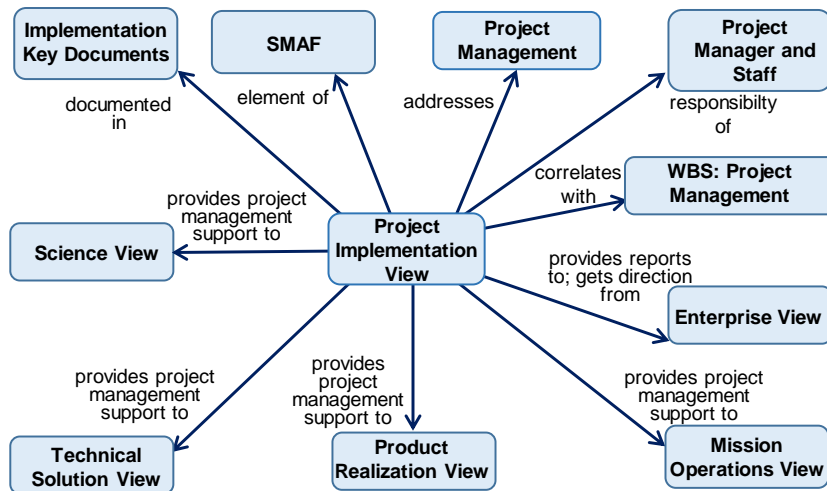 Implementation
Key Documents
SMAF
Project
Management
Project
Manager and
Staff
documented
in
element of
addresses
responsibilty
of
correlates
with
WBS: Project
Management
provides project
management
support to
Science View
Project
Implementation
View
provides reports
to; gets direction
from
Enterprise View
provides project
management
support to
provides
project
management
support to
provides project
management
support to
Technical
Solution View
Product
Realization View
Mission
Operations View